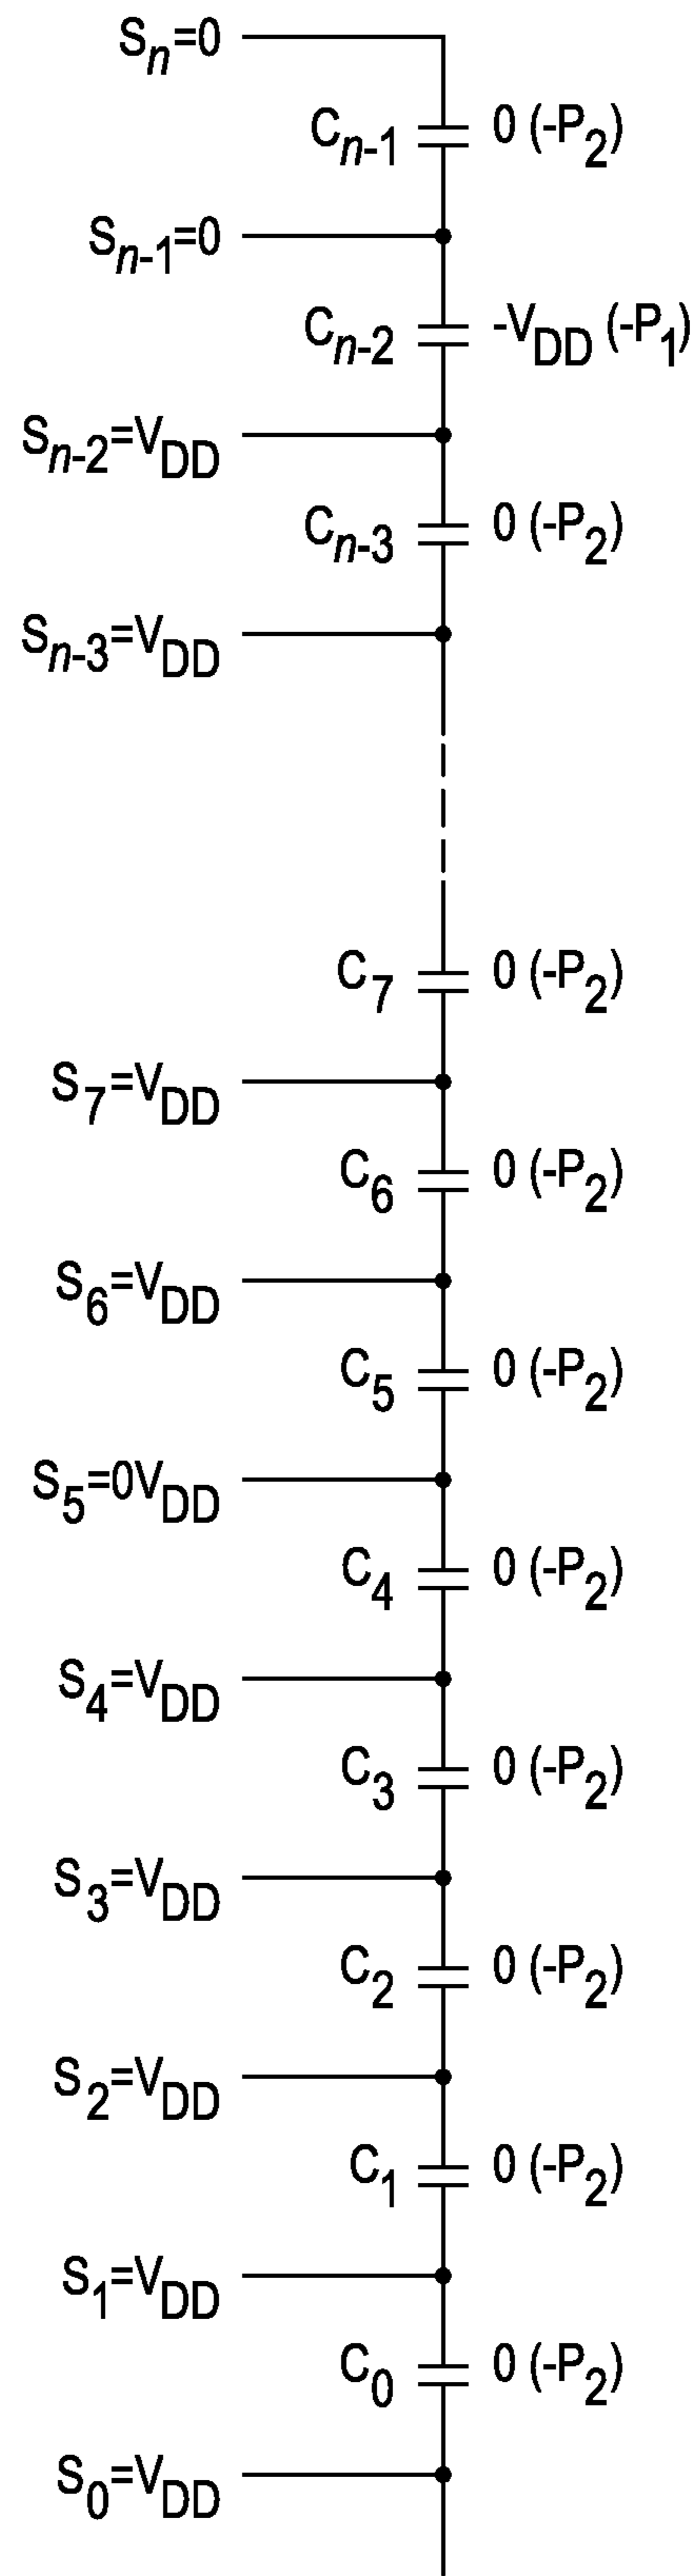 Sn=0
Cn-1 0 (-P2)
Sn-1=0
Cn-2 -VDD (-P1)
Sn-2=VDD
Cn-3 0 (-P2)
Sn-3=VDD
C7 0 (-P2)
S7=VDD
C6 0 (-P2)
S6=VDD
C5 0 (-P2)
S5=0VDD
C4 0 (-P2)
S4=VDD
C3 0 (-P2)
S3=VDD
C2 0 (-P2)
S2=VDD
C1 0 (-P2)
S1=VDD
C0 0 (-P2)
S0=VDD